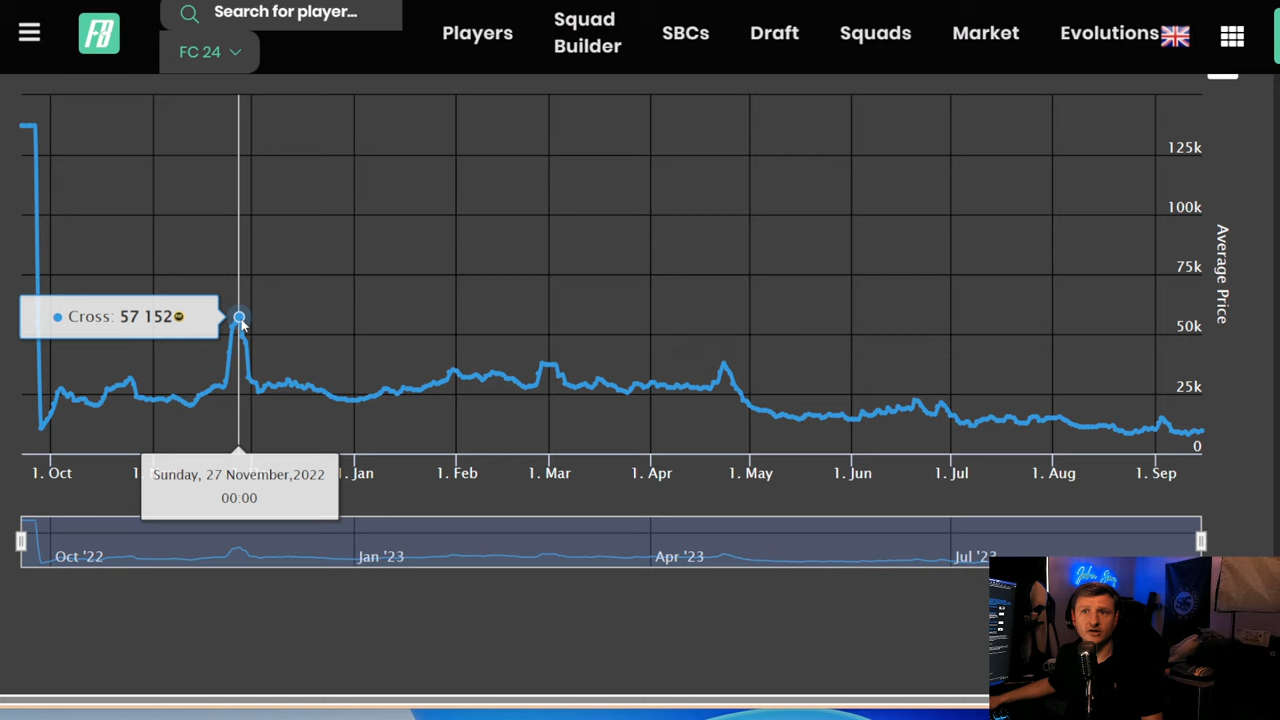 FB
Search for player...
FC 24
Players
Squad
Builder
SBCs
Draft
Squads
Market
Evolutions
125k
100k
75k
50k
25k
0
Average Price
Cross: 57 152
Sunday, 27 November,2022
00:00
1. Oct
1. Jan
1. Feb
1. Mar
1. Apr
1. May
1. Jun
1. Jul
1. Aug
1. Sep
Oct '22
Jan '23
Apr '23
Jul '23